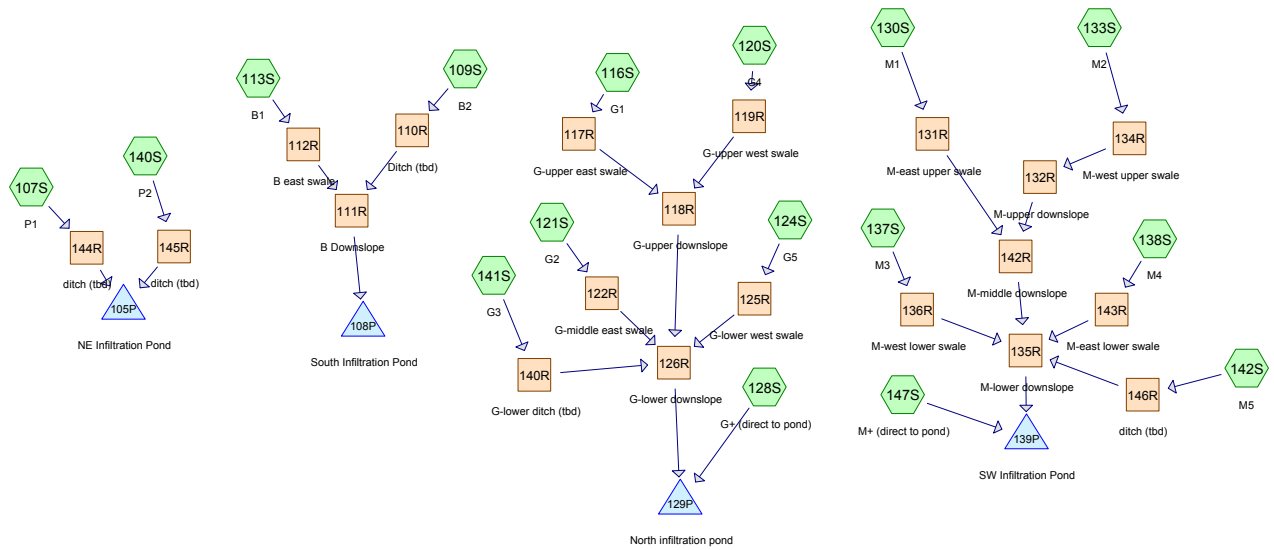 107S
P1
140S
P2
144R
ditch (tbd)
145R
ditch (tbd)
105P
NE Infiltration Pond
113S
B1
109S
B2
112R
B east swale
110R
Ditch (tbd)
111R
B Downslope
108P
South Infiltration Pond
116S
G1
120S
G4
117R
G-upper east swale
119R
G-upper west swale
118R
G-upper downslope
121S
G2
124S
G5
141S
G3
122R
G-middle east swale
125R
G-lower west swale
140R
G-lower ditch (tbd)
126R
G-lower downslope
128S
G+ (direct to pond)
129P
North infiltration pond
130S
M1
133S
M2
131R
M-east upper swale
134R
M-west upper swale
132R
M-upper downslope
137S
M3
138S
M4
142R
M-middle downslope
136R
M-west lower swale
143R
M-east lower swale
135R
M-lower downslope
147S
M+ (direct to pond)
146R
ditch (tbd)
142S
M5
139P
SW Infiltration Pond